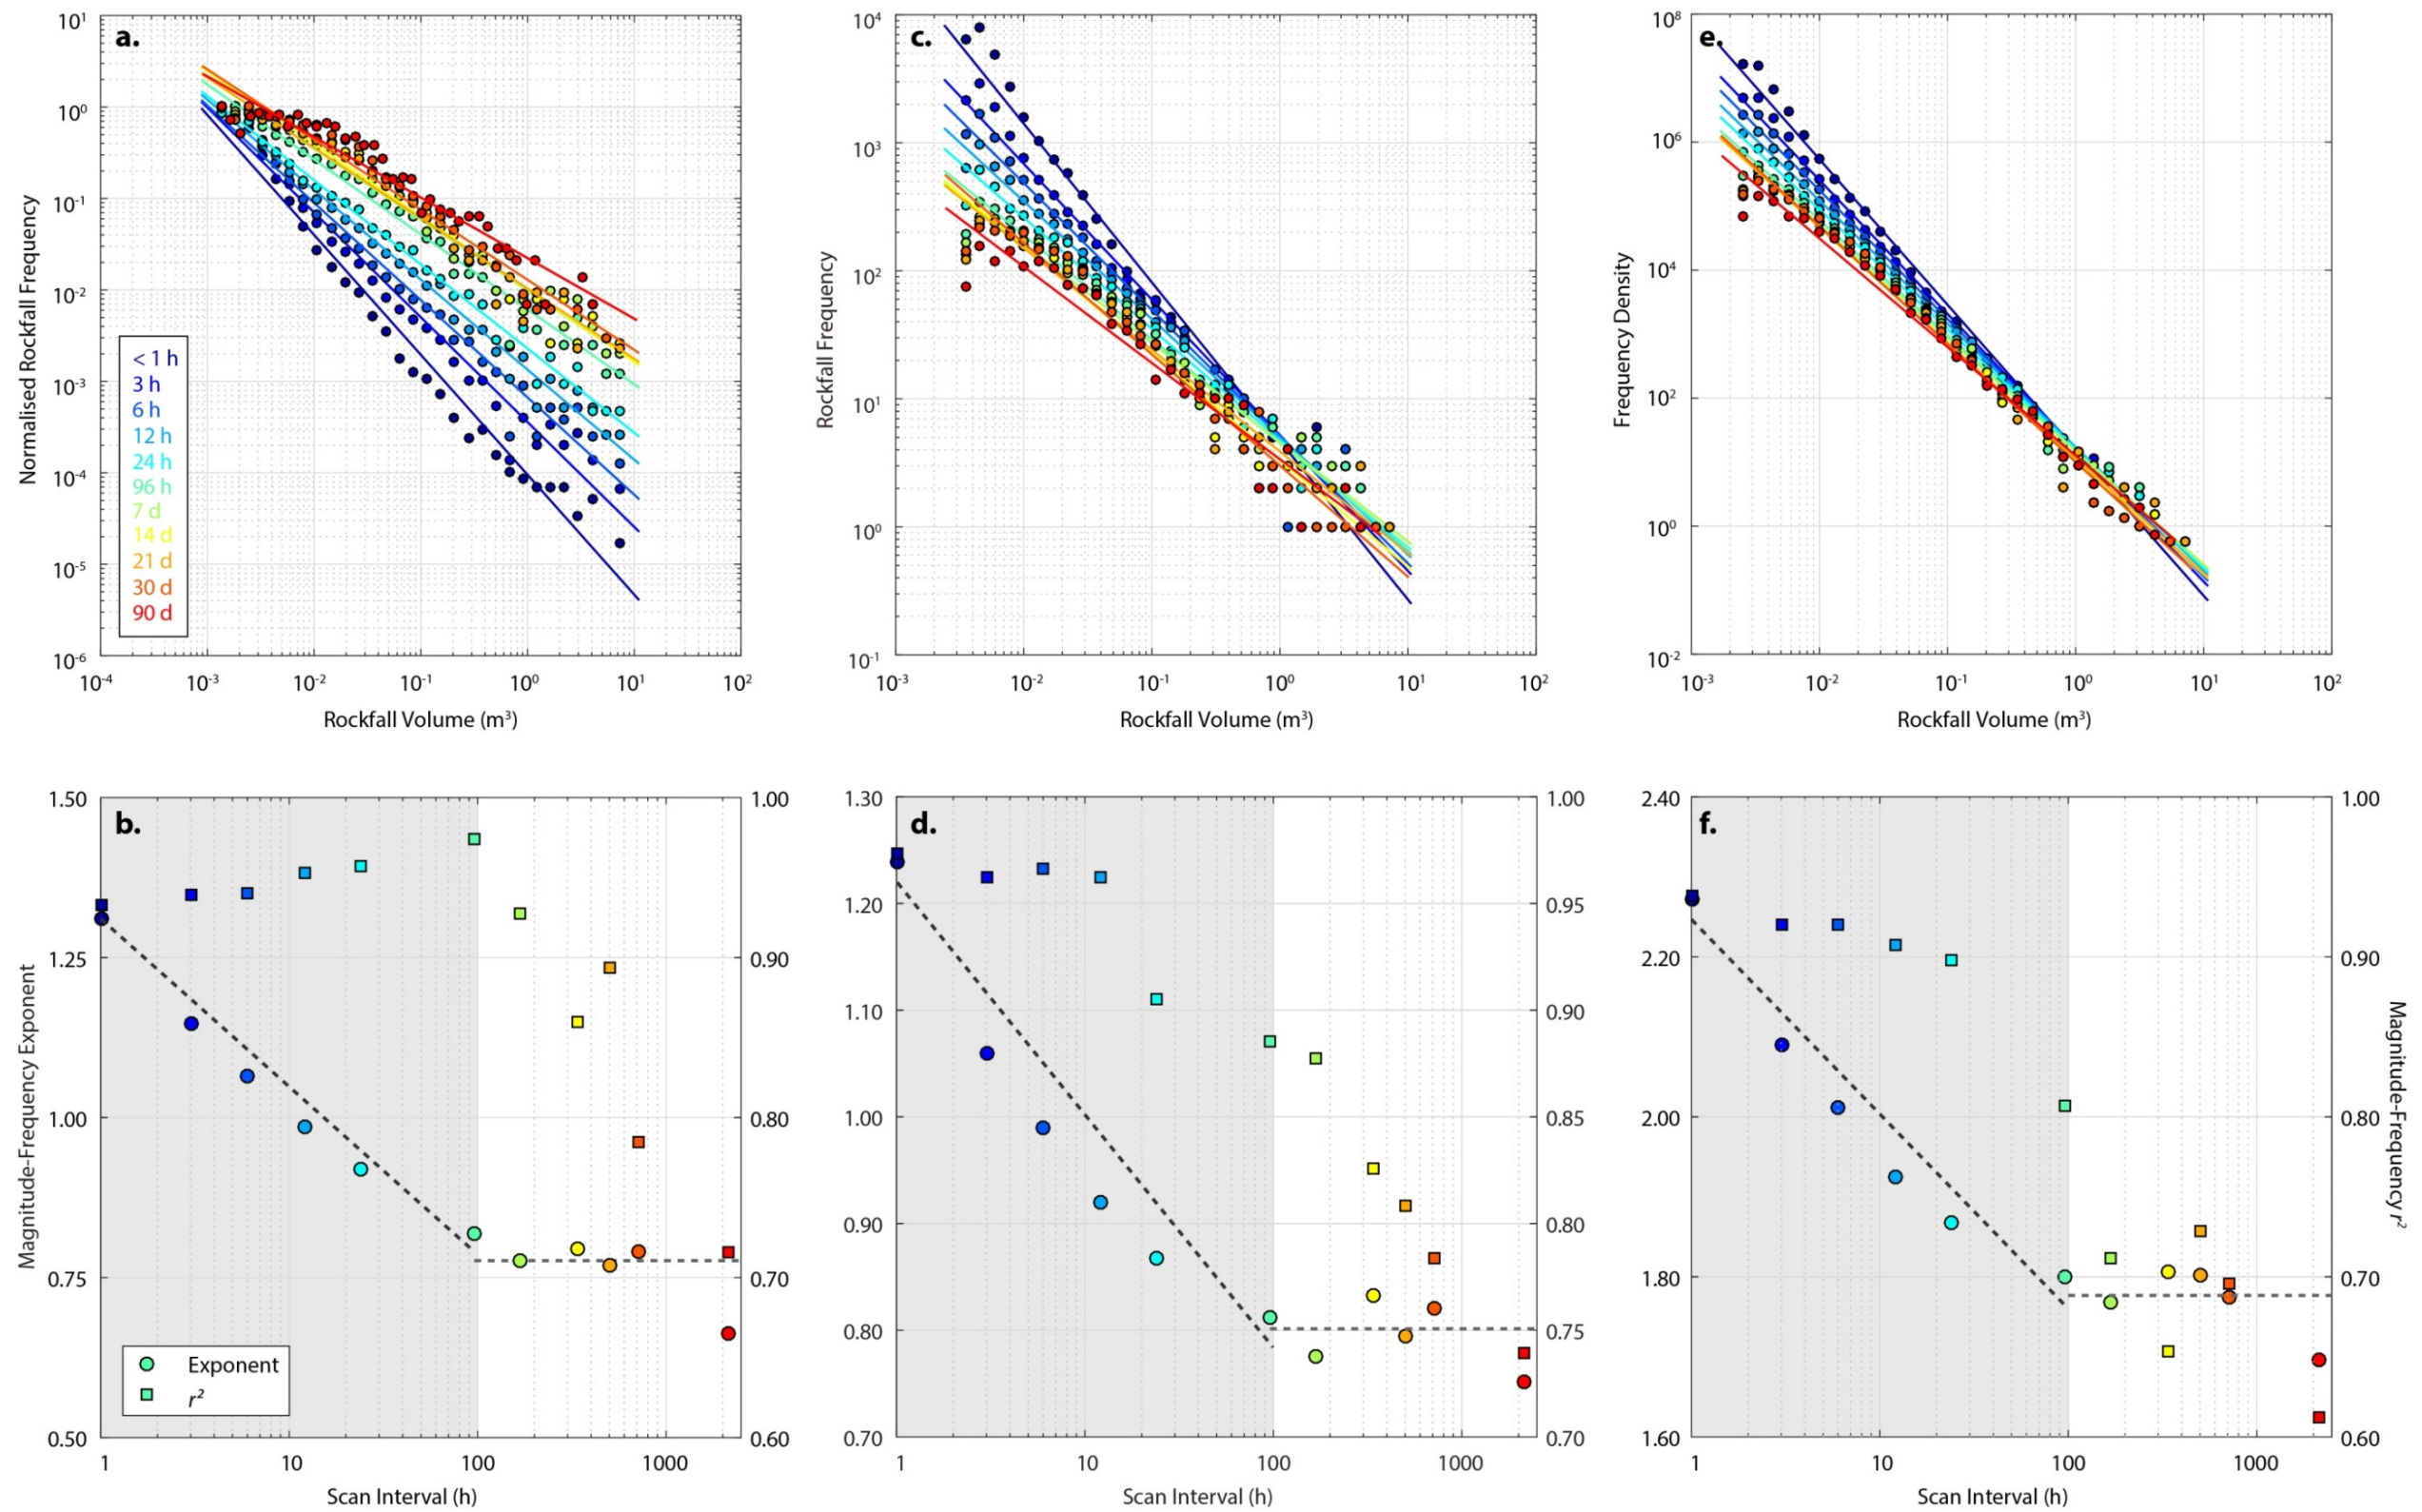 a.
10¹
10⁰
10⁻¹
10⁻²
10⁻³
10⁻⁴
10⁻⁵
10⁻⁶
Normalised Rockfall Frequency
< 1 h
3 h
6 h
12 h
24 h
96 h
7 d
14 d
21 d
30 d
90 d
10⁻⁴ 10⁻³ 10⁻² 10⁻¹ 10⁰ 10¹ 10²
Rockfall Volume (m³)
c.
10⁴
10³
10²
10¹
10⁰
10⁻¹
Rockfall Frequency
10⁻³ 10⁻² 10⁻¹ 10⁰ 10¹ 10²
Rockfall Volume (m³)
e.
10⁸
10⁶
10⁴
10²
10⁰
10⁻²
Frequency Density
10⁻³ 10⁻² 10⁻¹ 10⁰ 10¹ 10²
Rockfall Volume (m³)
b.
1.50
1.25
1.00
0.75
0.50
Magnitude-Frequency Exponent
1.00
0.90
0.80
0.70
0.60
Exponent
r²
1 10 100 1000
Scan Interval (h)
d.
1.30
1.20
1.10
1.00
0.90
0.80
0.70
1.00
0.95
0.90
0.85
0.80
0.75
0.70
1 10 100 1000
Scan Interval (h)
f.
2.40
2.20
2.00
1.80
1.60
1.00
0.90
0.80
0.70
0.60
Magnitude-Frequency r²
1 10 100 1000
Scan Interval (h)